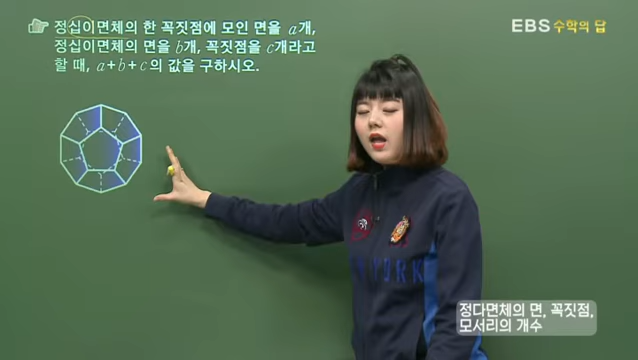 정십이면체의 한 꼭짓점에 모인 면을 a개,
정십이면체의 면을 b개, 꼭짓점을 c개라고
할 때, a+b+c의 값을 구하시오.
EBS 수학의 답
NEW YORK
정다면체의 면, 꼭짓점,
모서리의 개수